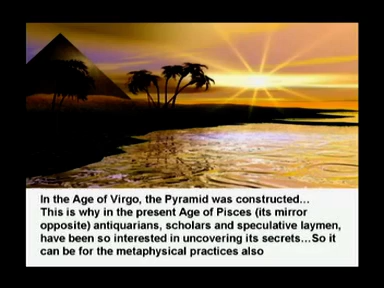 In the Age of Virgo, the Pyramid was constructed...
This is why in the present Age of Pisces (its mirror
opposite) antiquarians, scholars and speculative laymen,
have been so interested in uncovering its secrets...So it
can be for the metaphysical practices also